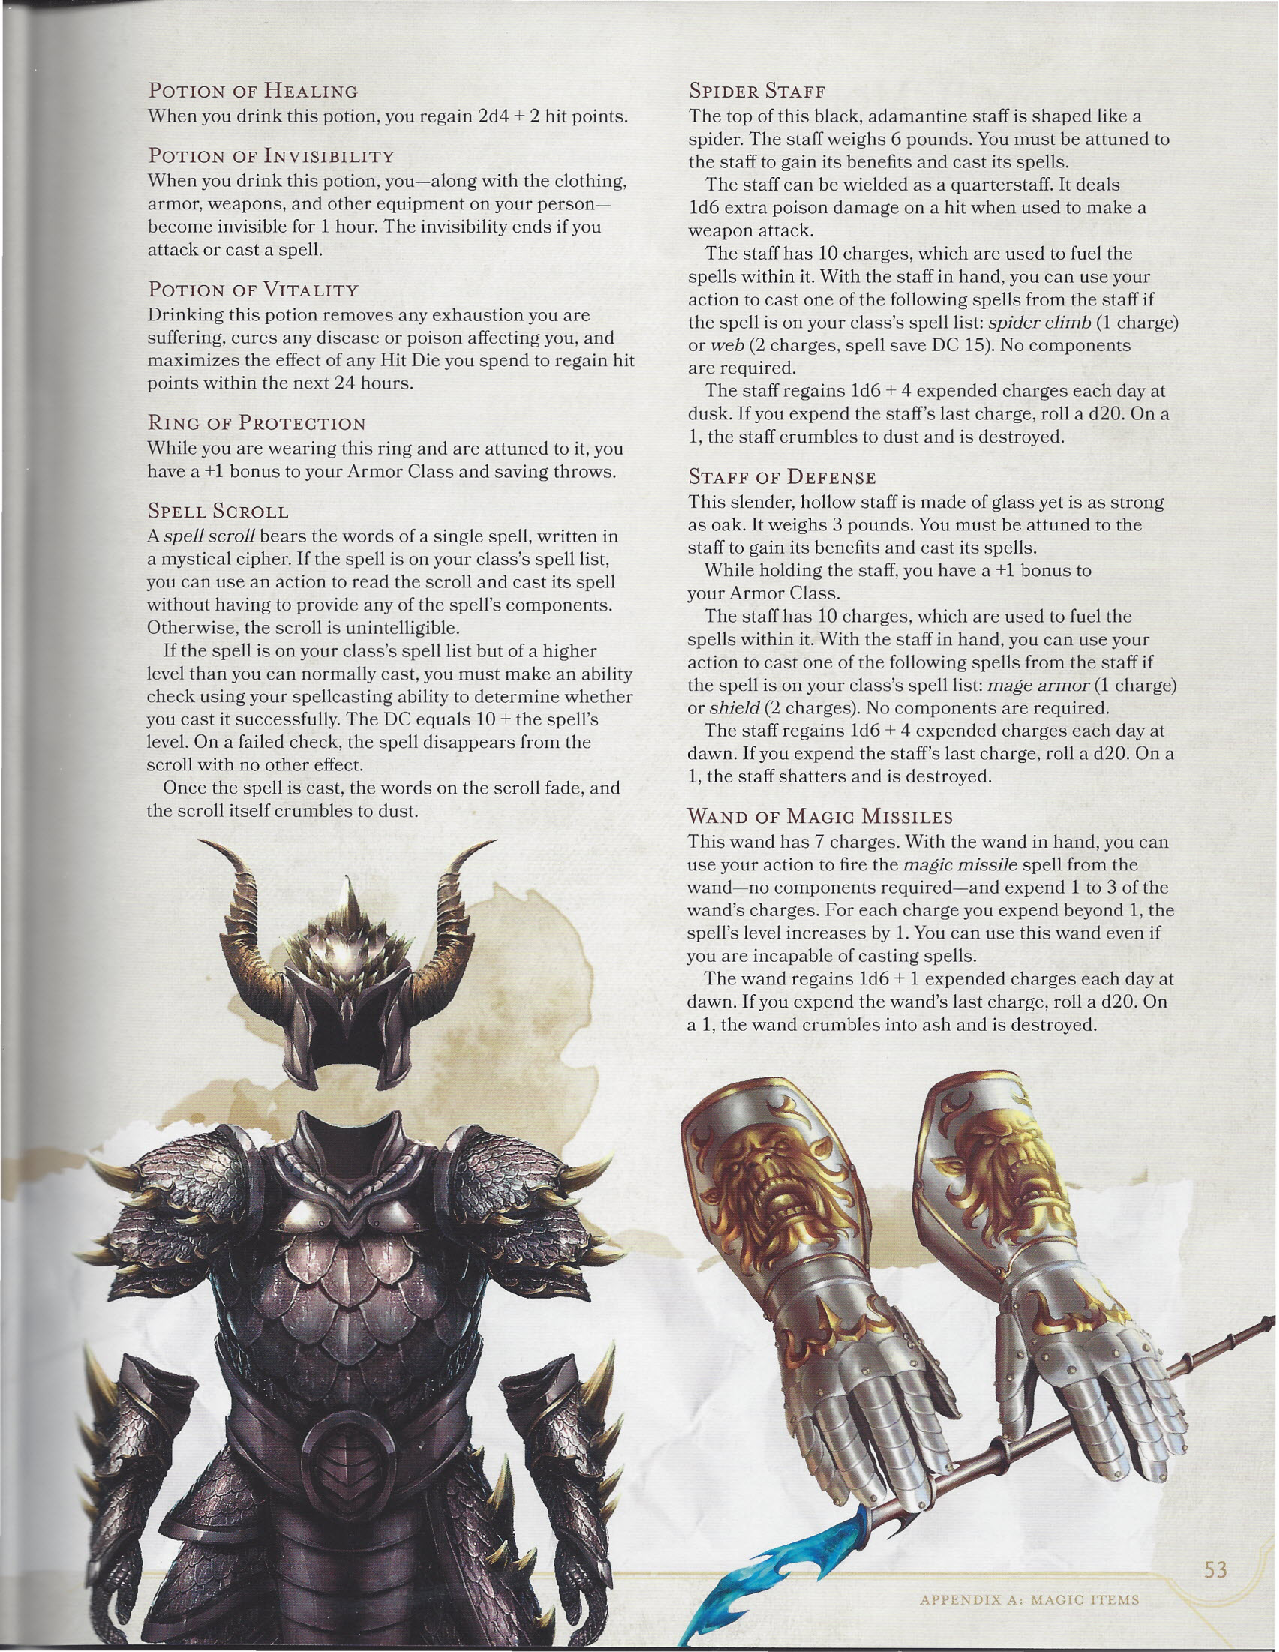 POTION OF HEALING
When you drink this potion, you regain 2d4 + 2 hit points.
POTION OF INVISIBILITY
When you drink this potion, you—along with the clothing,
armor, weapons, and other equipment on your person—
become invisible for 1 hour. The invisibility ends if you
attack or cast a spell.
POTION OF VITALITY
Drinking this potion removes any exhaustion you are
suffering, cures any disease or poison affecting you, and
maximizes the effect of any Hit Die you spend to regain hit
points within the next 24 hours.
RING OF PROTECTION
While you are wearing this ring and are attuned to it, you
have a +1 bonus to your Armor Class and saving throws.
SPELL SCROLL
A spell scroll bears the words of a single spell, written in
a mystical cipher. If the spell is on your class's spell list,
you can use an action to read the scroll and cast its spell
without having to provide any of the spell's components.
Otherwise, the scroll is unintelligible.
If the spell is on your class's spell list but of a higher
level than you can normally cast, you must make an ability
check using your spellcasting ability to determine whether
you cast it successfully. The DC equals 10 + the spell's
level. On a failed check, the spell disappears from the
scroll with no other effect.
Once the spell is cast, the words on the scroll fade, and
the scroll itself crumbles to dust.
SPIDER STAFF
The top of this black, adamantine staff is shaped like a
spider. The staff weighs 6 pounds. You must be attuned to
the staff to gain its benefits and cast its spells.
The staff can be wielded as a quarterstaff. It deals
1d6 extra poison damage on a hit when used to make a
weapon attack.
The staff has 10 charges, which are used to fuel the
spells within it. With the staff in hand, you can use your
action to cast one of the following spells from the staff if
the spell is on your class's spell list: spider climb (1 charge)
or web (2 charges, spell save DC 15). No components
are required.
The staff regains 1d6 + 4 expended charges each day at
dusk. If you expend the staff's last charge, roll a d20. On a
1, the staff crumbles to dust and is destroyed.
STAFF OF DEFENSE
This slender, hollow staff is made of glass yet is as strong
as oak. It weighs 3 pounds. You must be attuned to the
staff to gain its benefits and cast its spells.
While holding the staff, you have a +1 bonus to
your Armor Class.
The staff has 10 charges, which are used to fuel the
spells within it. With the staff in hand, you can use your
action to cast one of the following spells from the staff if
the spell is on your class's spell list: mage armor (1 charge)
or shield (2 charges). No components are required.
The staff regains 1d6 + 4 expended charges each day at
dawn. If you expend the staff's last charge, roll a d20. On a
1, the staff shatters and is destroyed.
WAND OF MAGIC MISSILES
This wand has 7 charges. With the wand in hand, you can
use your action to fire the magic missile spell from the
wand—no components required—and expend 1 to 3 of the
wand's charges. For each charge you expend beyond 1, the
spell's level increases by 1. You can use this wand even if
you are incapable of casting spells.
The wand regains 1d6 + 1 expended charges each day at
dawn. If you expend the wand's last charge, roll a d20. On
a 1, the wand crumbles into ash and is destroyed.
53
APPENDIX A: MAGIC ITEMS